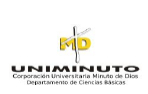 MD
UNIMINUTO
Corporación Universitaria Minuto de Dios
Departamento de Ciencias Básicas